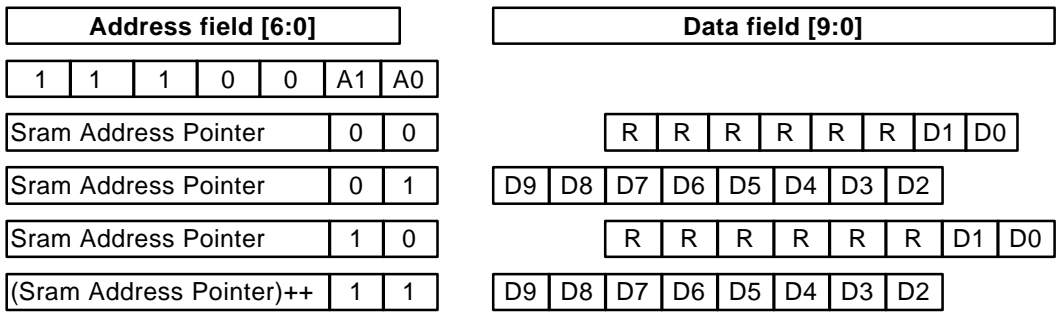 Address field [6:0] Data field [9:0]
1 1 1 0 0 A1 A0
Sram Address Pointer 0 0 R R R R R R D1 D0
Sram Address Pointer 0 1 D9 D8 D7 D6 D5 D4 D3 D2
Sram Address Pointer 1 0 R R R R R R D1 D0
(Sram Address Pointer)++ 1 1 D9 D8 D7 D6 D5 D4 D3 D2